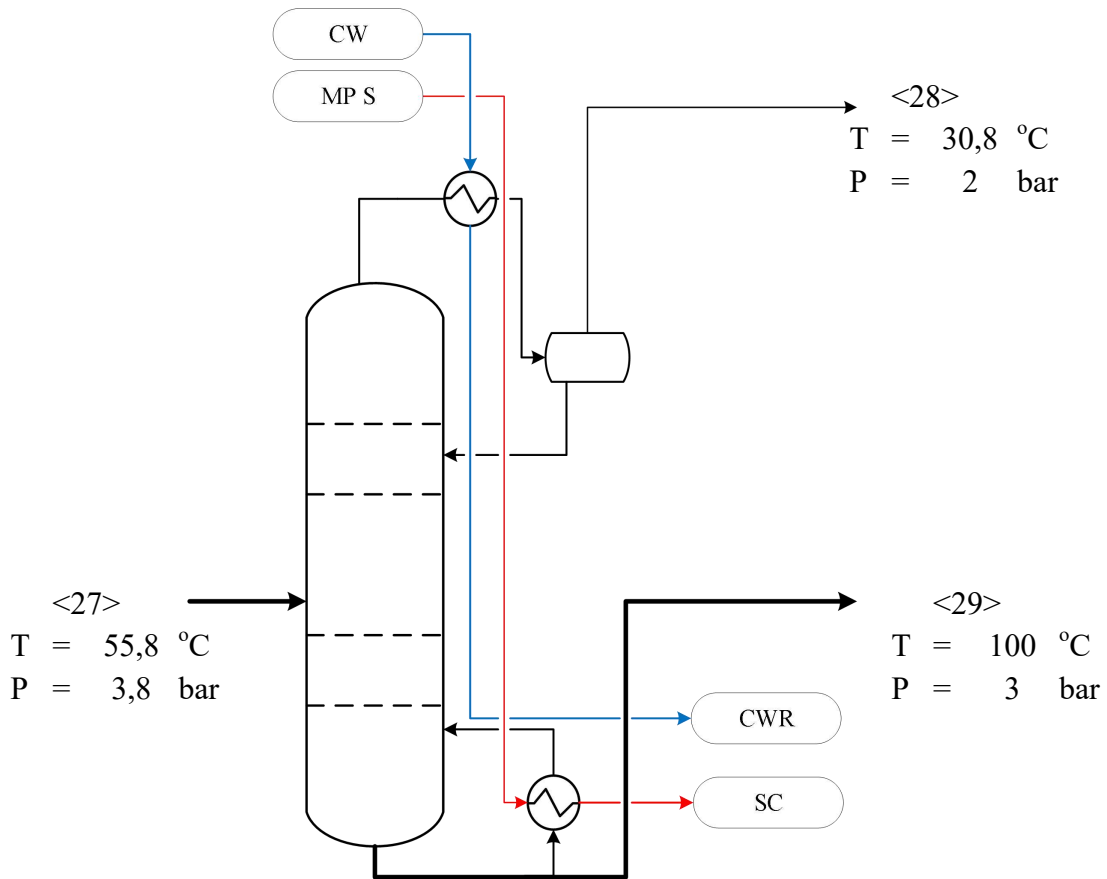 CW
MP S
<28>
T = 30,8 °C
P = 2 bar
<27>
T = 55,8 °C
P = 3,8 bar
<29>
T = 100 °C
P = 3 bar
CWR
SC